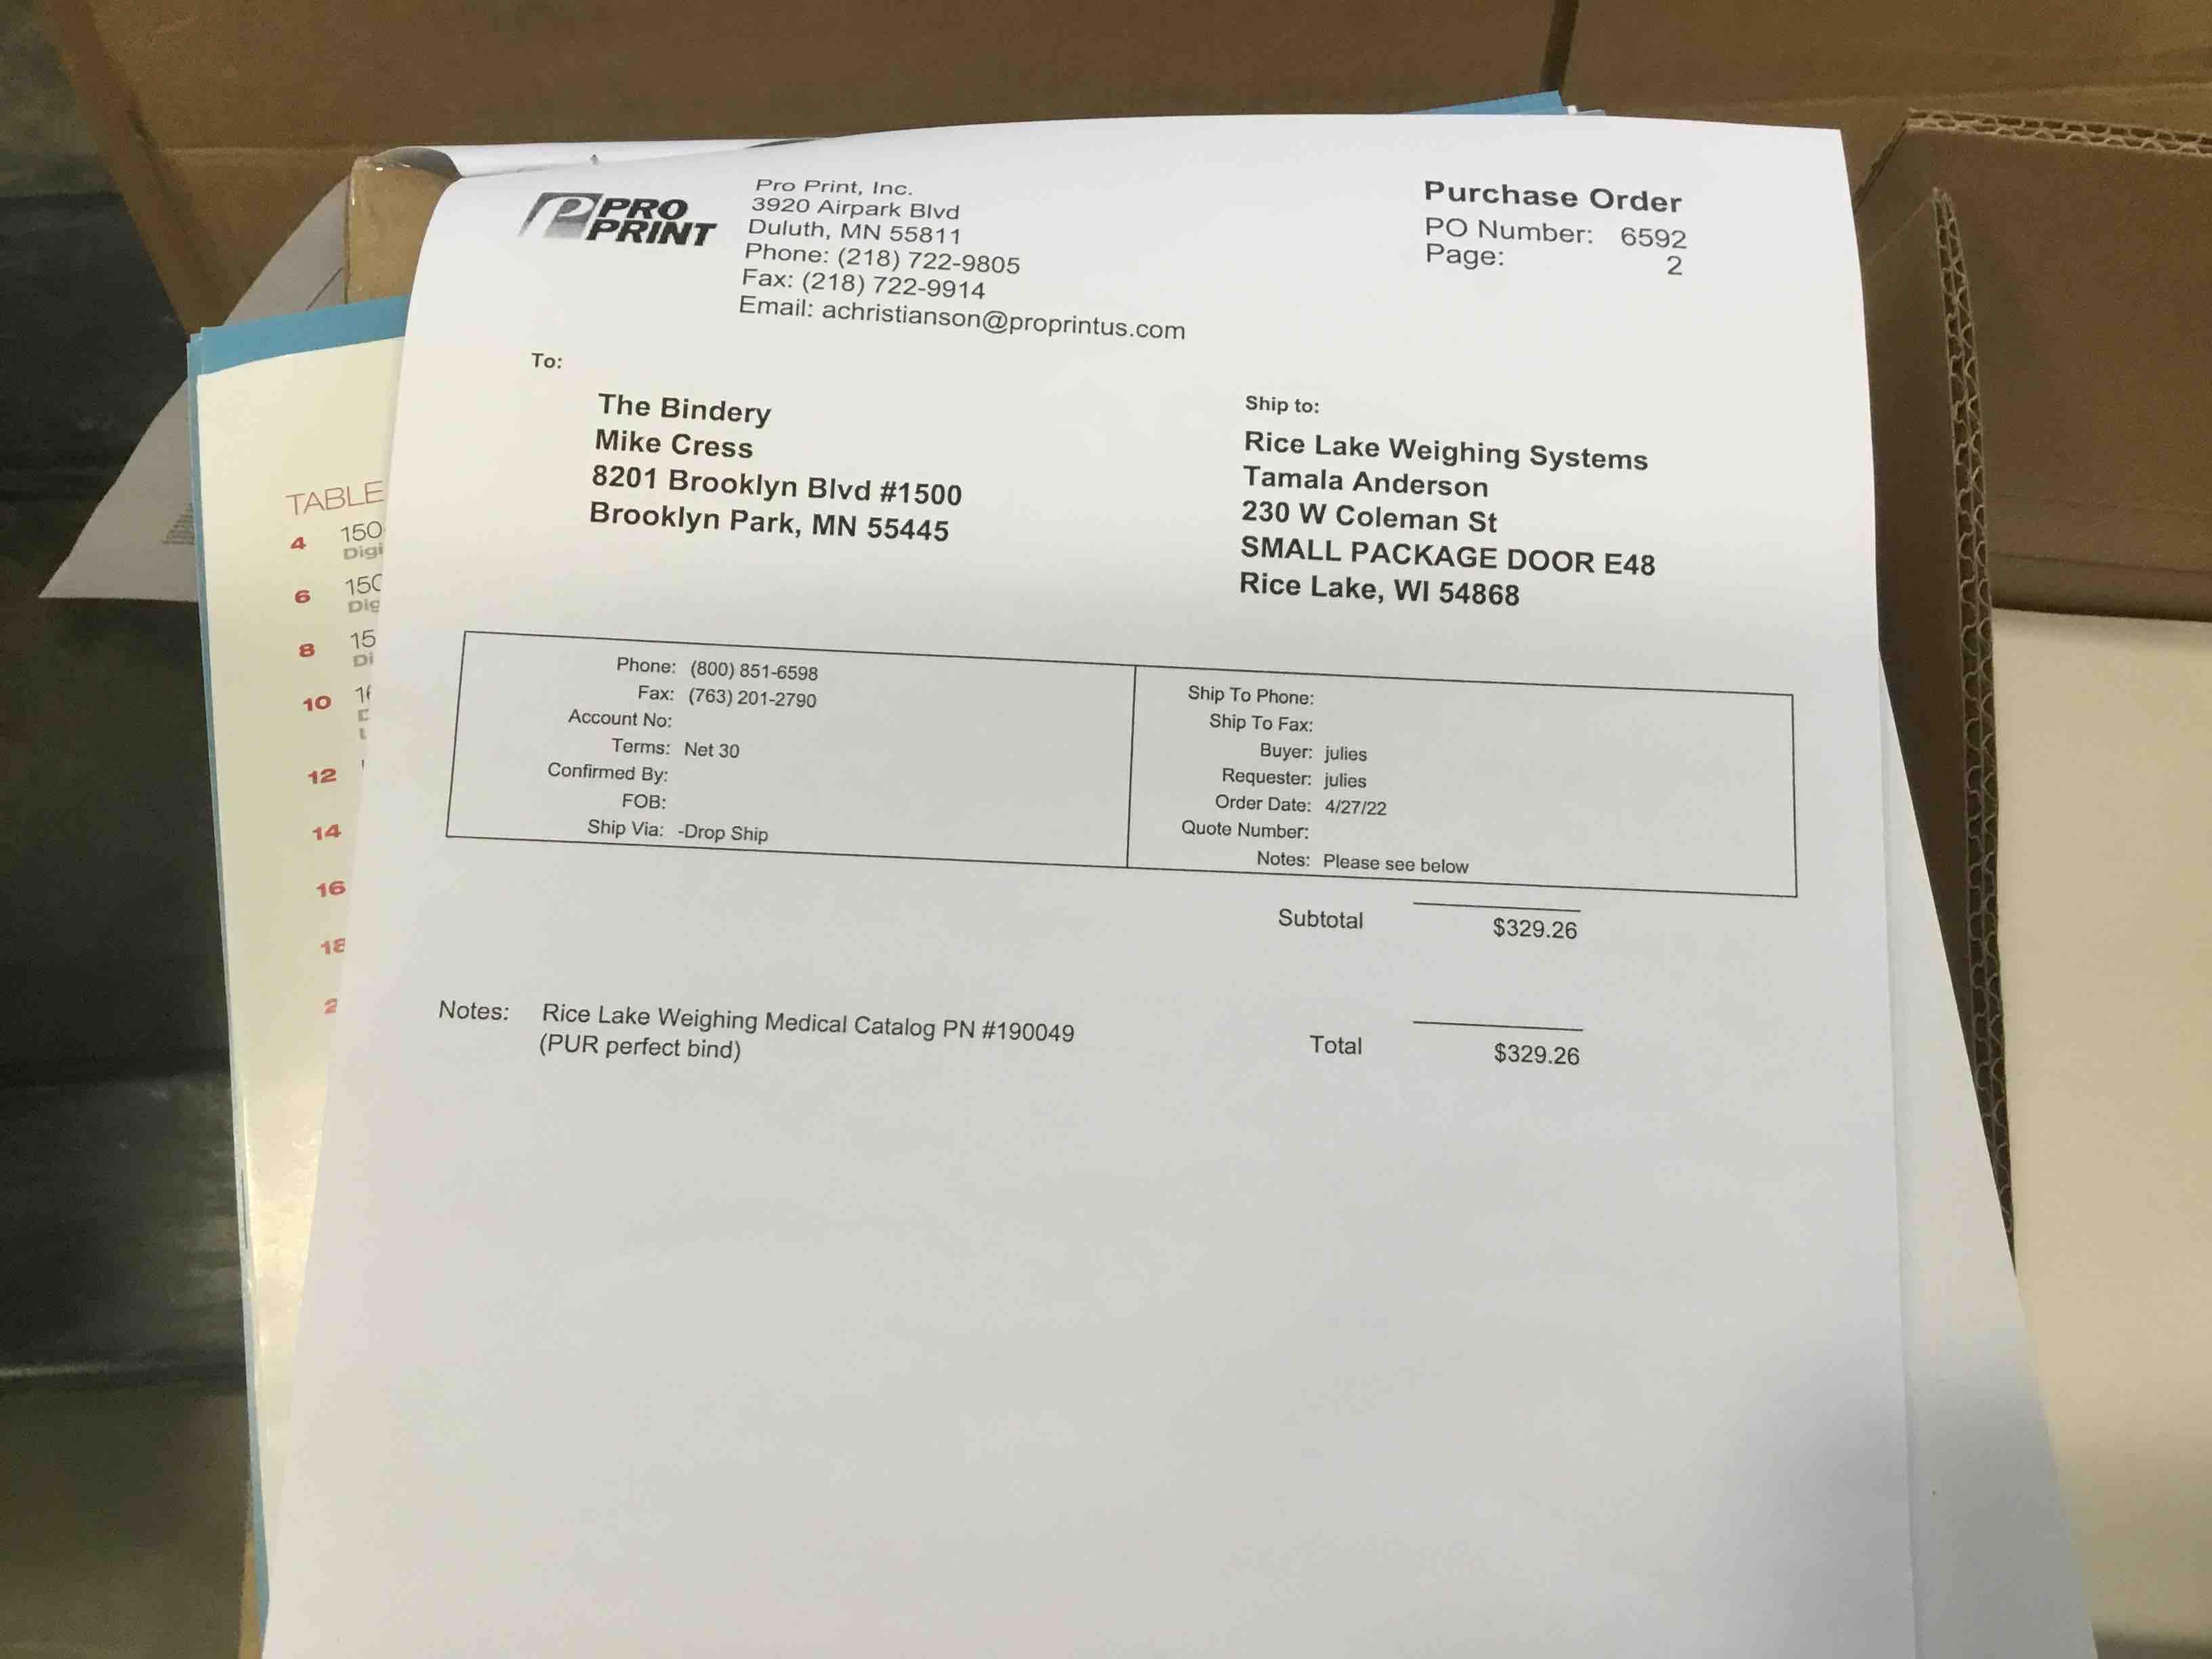 PRO
PRINT
Pro Print, Inc.
3920 Airpark Blvd
Duluth, MN 55811
Phone: (218) 722-9805
Fax: (218) 722-9914
Email: achristianson@proprintus.com
Purchase Order
PO Number: 6592
Page: 2
To:
The Bindery
Mike Cress
8201 Brooklyn Blvd #1500
Brooklyn Park, MN 55445
Ship to:
Rice Lake Weighing Systems
Tamala Anderson
230 W Coleman St
SMALL PACKAGE DOOR E48
Rice Lake, WI 54868
Phone: (800) 851-6598
Fax: (763) 201-2790
Account No:
Terms: Net 30
Confirmed By:
FOB:
Ship Via: -Drop Ship
Ship To Phone:
Ship To Fax:
Buyer: julies
Requester: julies
Order Date: 4/27/22
Quote Number:
Notes: Please see below
Subtotal $329.26
Notes: Rice Lake Weighing Medical Catalog PN #190049
(PUR perfect bind)
Total $329.26
TABLE
4 150
Digi
6
8
10
12
14
16
18